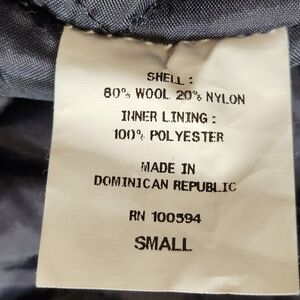 SHELL :
80% WOOL 20% NYLON
INNER LINING :
100% POLYESTER
MADE IN
DOMINICAN REPUBLIC
RN 100594
SMALL